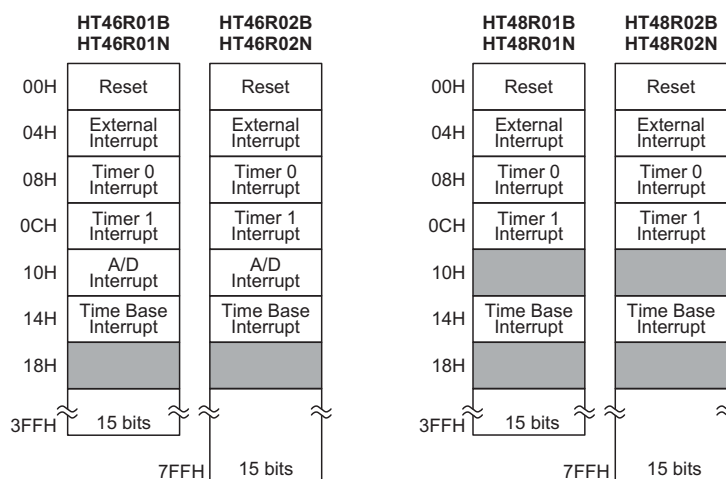 HT46R01B HT46R02B HT48R01B HT48R02B
HT46R01N HT46R02N HT48R01N HT48R02N
00H Reset Reset 00H Reset Reset
04H External Interrupt External Interrupt 04H External Interrupt External Interrupt
08H Timer 0 Interrupt Timer 0 Interrupt 08H Timer 0 Interrupt Timer 0 Interrupt
0CH Timer 1 Interrupt Timer 1 Interrupt 0CH Timer 1 Interrupt Timer 1 Interrupt
10H A/D Interrupt A/D Interrupt 10H
14H Time Base Interrupt Time Base Interrupt 14H Time Base Interrupt Time Base Interrupt
18H 18H
3FFH 15 bits 3FFH 15 bits
7FFH 15 bits 7FFH 15 bits